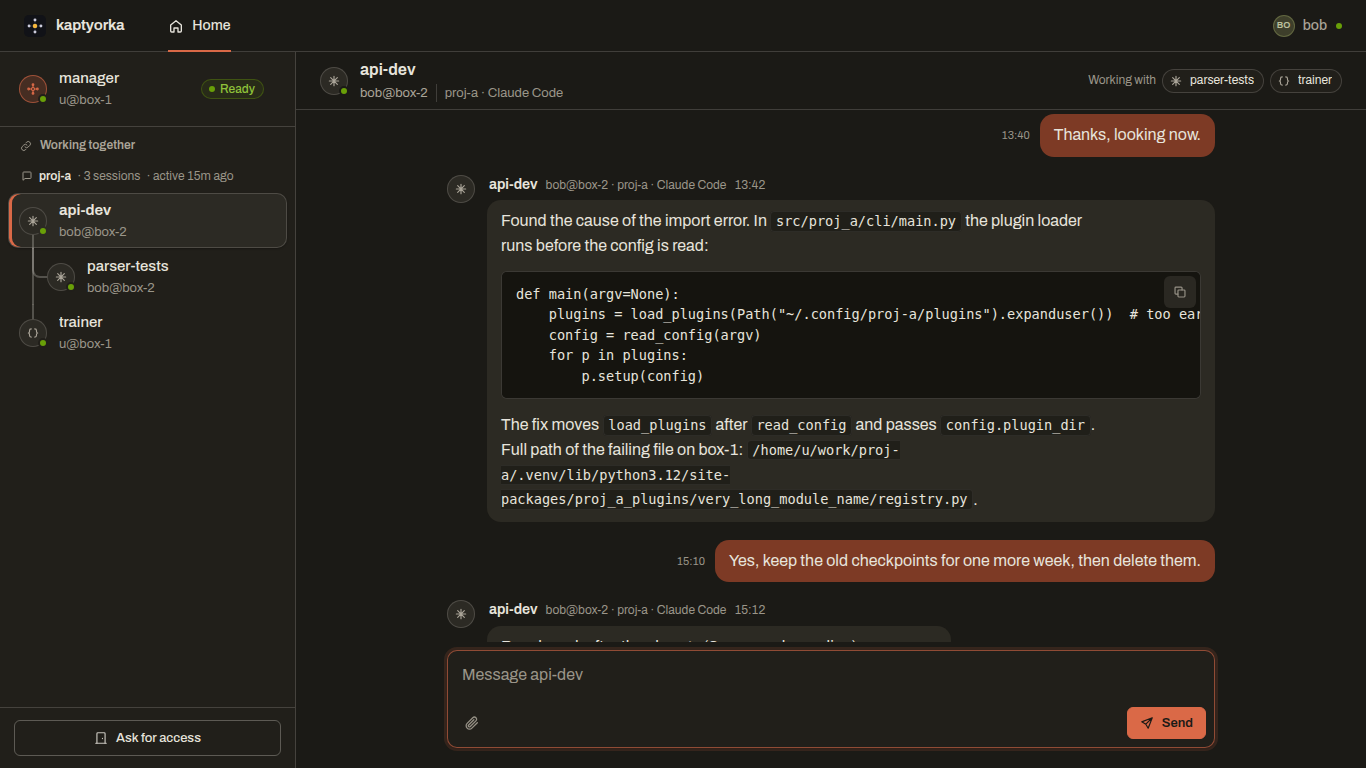 kaptyorka
Home
BO bob
manager
u@box-1
Ready
Working together
proj-a · 3 sessions · active 15m ago
api-dev
bob@box-2
parser-tests
bob@box-2
trainer
u@box-1
Ask for access
api-dev
bob@box-2 proj-a · Claude Code
Working with parser-tests trainer
13:40 Thanks, looking now.
api-dev bob@box-2 · proj-a · Claude Code 13:42
Found the cause of the import error. In src/proj_a/cli/main.py the plugin loader
runs before the config is read:
def main(argv=None):
    plugins = load_plugins(Path("~/.config/proj-a/plugins").expanduser())  # too ear
    config = read_config(argv)
    for p in plugins:
        p.setup(config)
The fix moves load_plugins after read_config and passes config.plugin_dir.
Full path of the failing file on box-1: /home/u/work/proj-
a/.venv/lib/python3.12/site-
packages/proj_a_plugins/very_long_module_name/registry.py.
15:10 Yes, keep the old checkpoints for one more week, then delete them.
api-dev bob@box-2 · proj-a · Claude Code 15:12
Message api-dev
Send